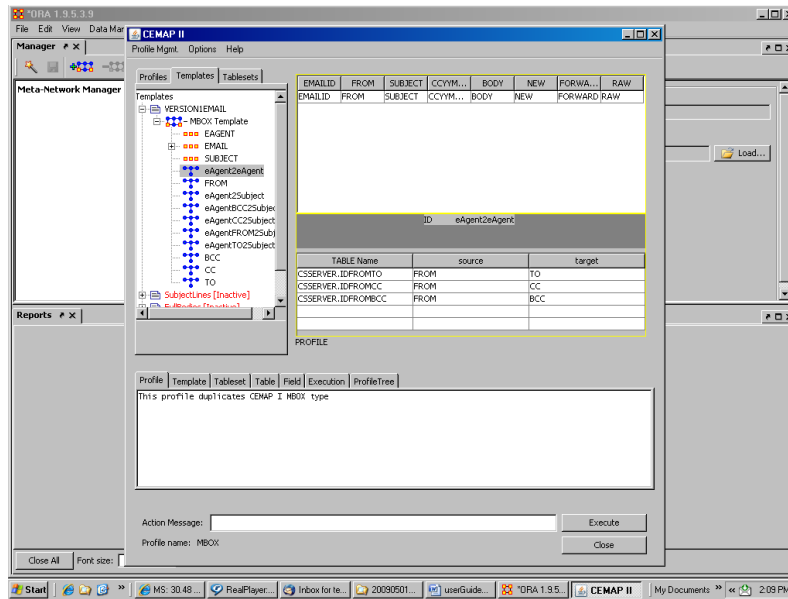 *ORA 1.9.5.3.9
File Edit View Data Mar
Manager
Meta-Network Manager
CEMAP II
Profile Mgmt. Options Help
Profiles Templates Tablesets
Templates
VERSION1EMAIL
- MBOX Template
EAGENT
EMAIL
SUBJECT
eAgent2eAgent
FROM
eAgent2Subject
eAgentBCC2Subjec
eAgentCC2Subject
eAgentFROM2Subj
eAgentTO2Subject
BCC
CC
TO
SubjectLines [Inactive]
EMAILID FROM SUBJECT CCYYM... BODY NEW FORWA... RAW
EMAILID FROM SUBJECT CCYYM... BODY NEW FORWARD RAW
ID eAgent2eAgent
TABLE Name source target
CSSERVER.IDFROMTO FROM TO
CSSERVER.IDFROMCC FROM CC
CSSERVER.IDFROMBCC FROM BCC
PROFILE
Load...
Reports
Profile Template Tableset Table Field Execution ProfileTree
This profile duplicates CEMAP I MBOX type
Action Message:
Execute
Profile name: MBOX
Close
Close All Font size:
Start MS: 30.48 ... RealPlayer... Inbox for te... 20090501... userGuide... *ORA 1.9.5... CEMAP II My Documents 2:09 PM